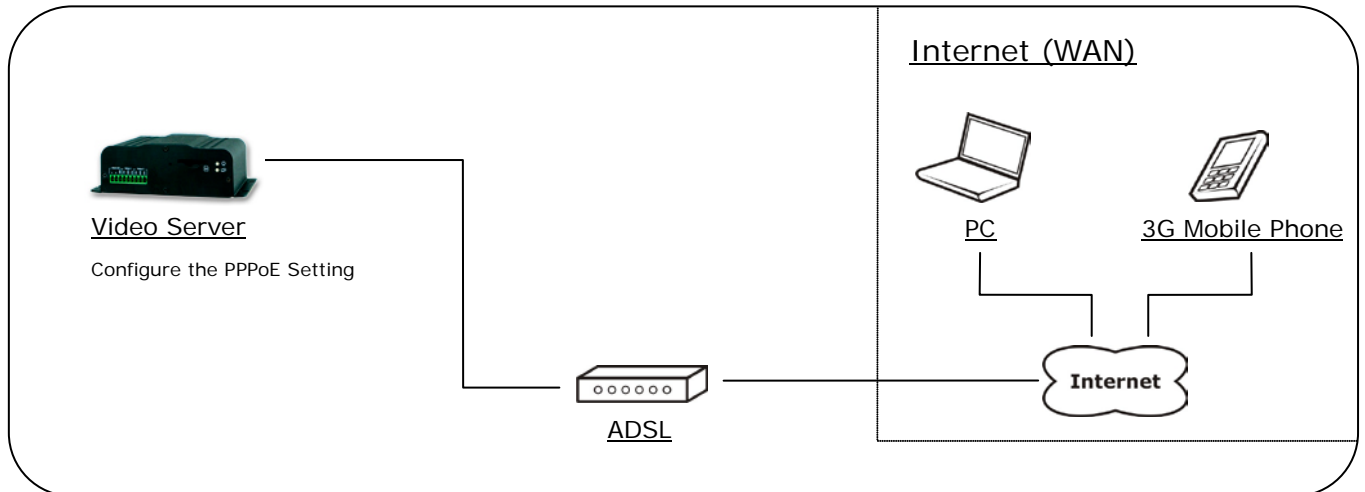 Internet (WAN)
Video Server
Configure the PPPoE Setting
PC
3G Mobile Phone
Internet
ADSL